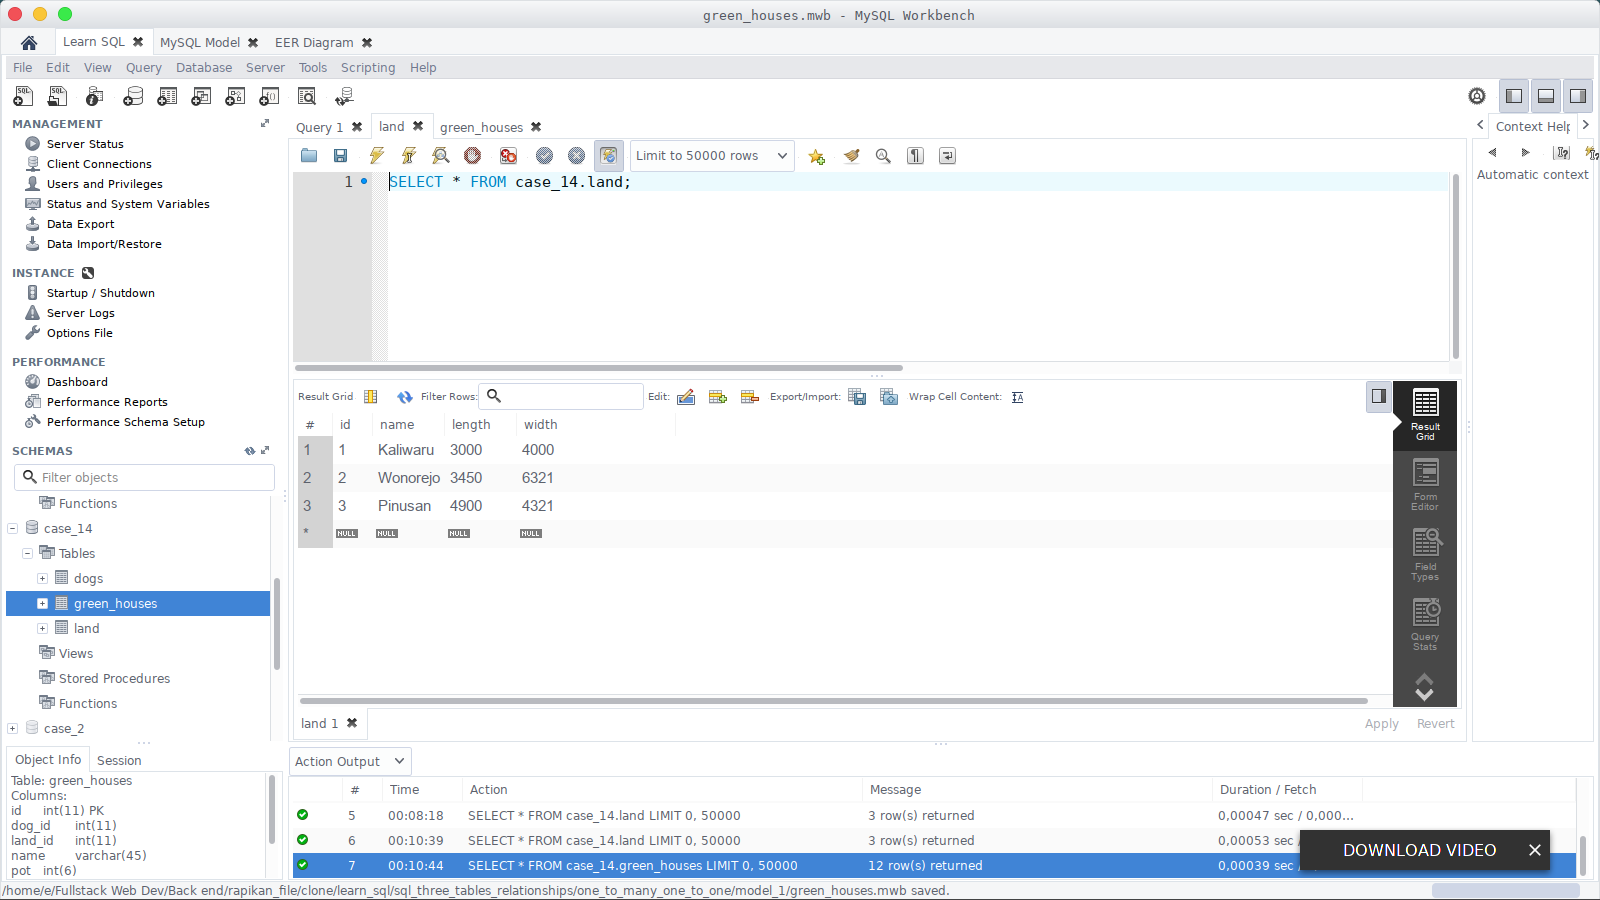 green_houses.mwb - MySQL Workbench
Learn SQL
MySQL Model
EER Diagram
File Edit View Query Database Server Tools Scripting Help
MANAGEMENT
Server Status
Client Connections
Users and Privileges
Status and System Variables
Data Export
Data Import/Restore
INSTANCE
Startup / Shutdown
Server Logs
Options File
PERFORMANCE
Dashboard
Performance Reports
Performance Schema Setup
SCHEMAS
Filter objects
Functions
case_14
Tables
dogs
green_houses
land
Views
Stored Procedures
Functions
case_2
Object Info Session
Table: green_houses
Columns:
id int(11) PK
dog_id int(11)
land_id int(11)
name varchar(45)
pot int(6)
Query 1
land
green_houses
Limit to 50000 rows
1 SELECT * FROM case_14.land;
Result Grid Filter Rows: Edit: Export/Import: Wrap Cell Content:
# id name length width
1 1 Kaliwaru 3000 4000
2 2 Wonorejo 3450 6321
3 3 Pinusan 4900 4321
* NULL NULL NULL NULL
Result
Grid
Form
Editor
Field
Types
Query
Stats
land 1
Apply Revert
Context Help
Automatic context
Action Output
# Time Action Message Duration / Fetch
5 00:08:18 SELECT * FROM case_14.land LIMIT 0, 50000 3 row(s) returned 0,00047 sec / 0,000...
6 00:10:39 SELECT * FROM case_14.land LIMIT 0, 50000 3 row(s) returned 0,00053 sec /
7 00:10:44 SELECT * FROM case_14.green_houses LIMIT 0, 50000 12 row(s) returned 0,00039 sec /
DOWNLOAD VIDEO
/home/e/Fullstack Web Dev/Back end/rapikan_file/clone/learn_sql/sql_three_tables_relationships/one_to_many_one_to_one/model_1/green_houses.mwb saved.